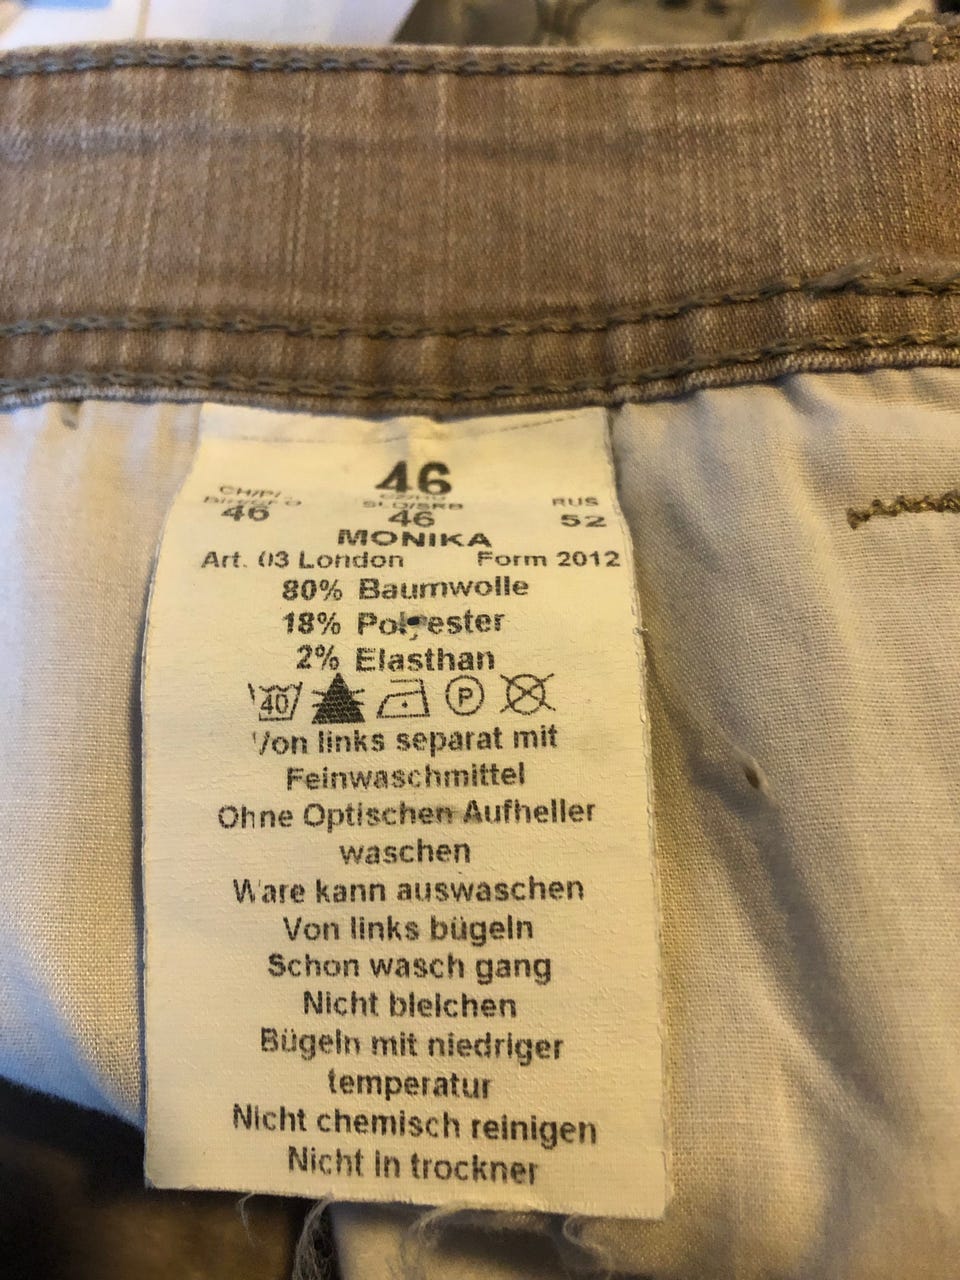 46
46
46
RUS
52
MONIKA
Art. 03 London Form 2012
80% Baumwolle
18% Polyester
2% Elasthan
40 P
Von links separat mit
Feinwaschmittel
Ohne Optischen Aufheller
waschen
Ware kann auswaschen
Von links bügeln
Schon wasch gang
Nicht bleichen
Bügeln mit niedriger
temperatur
Nicht chemisch reinigen
Nicht in trockner